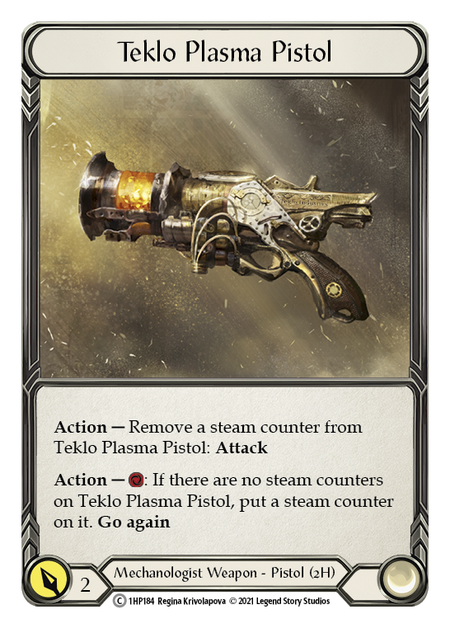 Teklo Plasma Pistol
Action — Remove a steam counter from
Teklo Plasma Pistol: Attack
Action — : If there are no steam counters
on Teklo Plasma Pistol, put a steam counter
on it. Go again
2
Mechanologist Weapon - Pistol (2H)
C 1HP184 Regina Krivolapova © 2021 Legend Story Studios